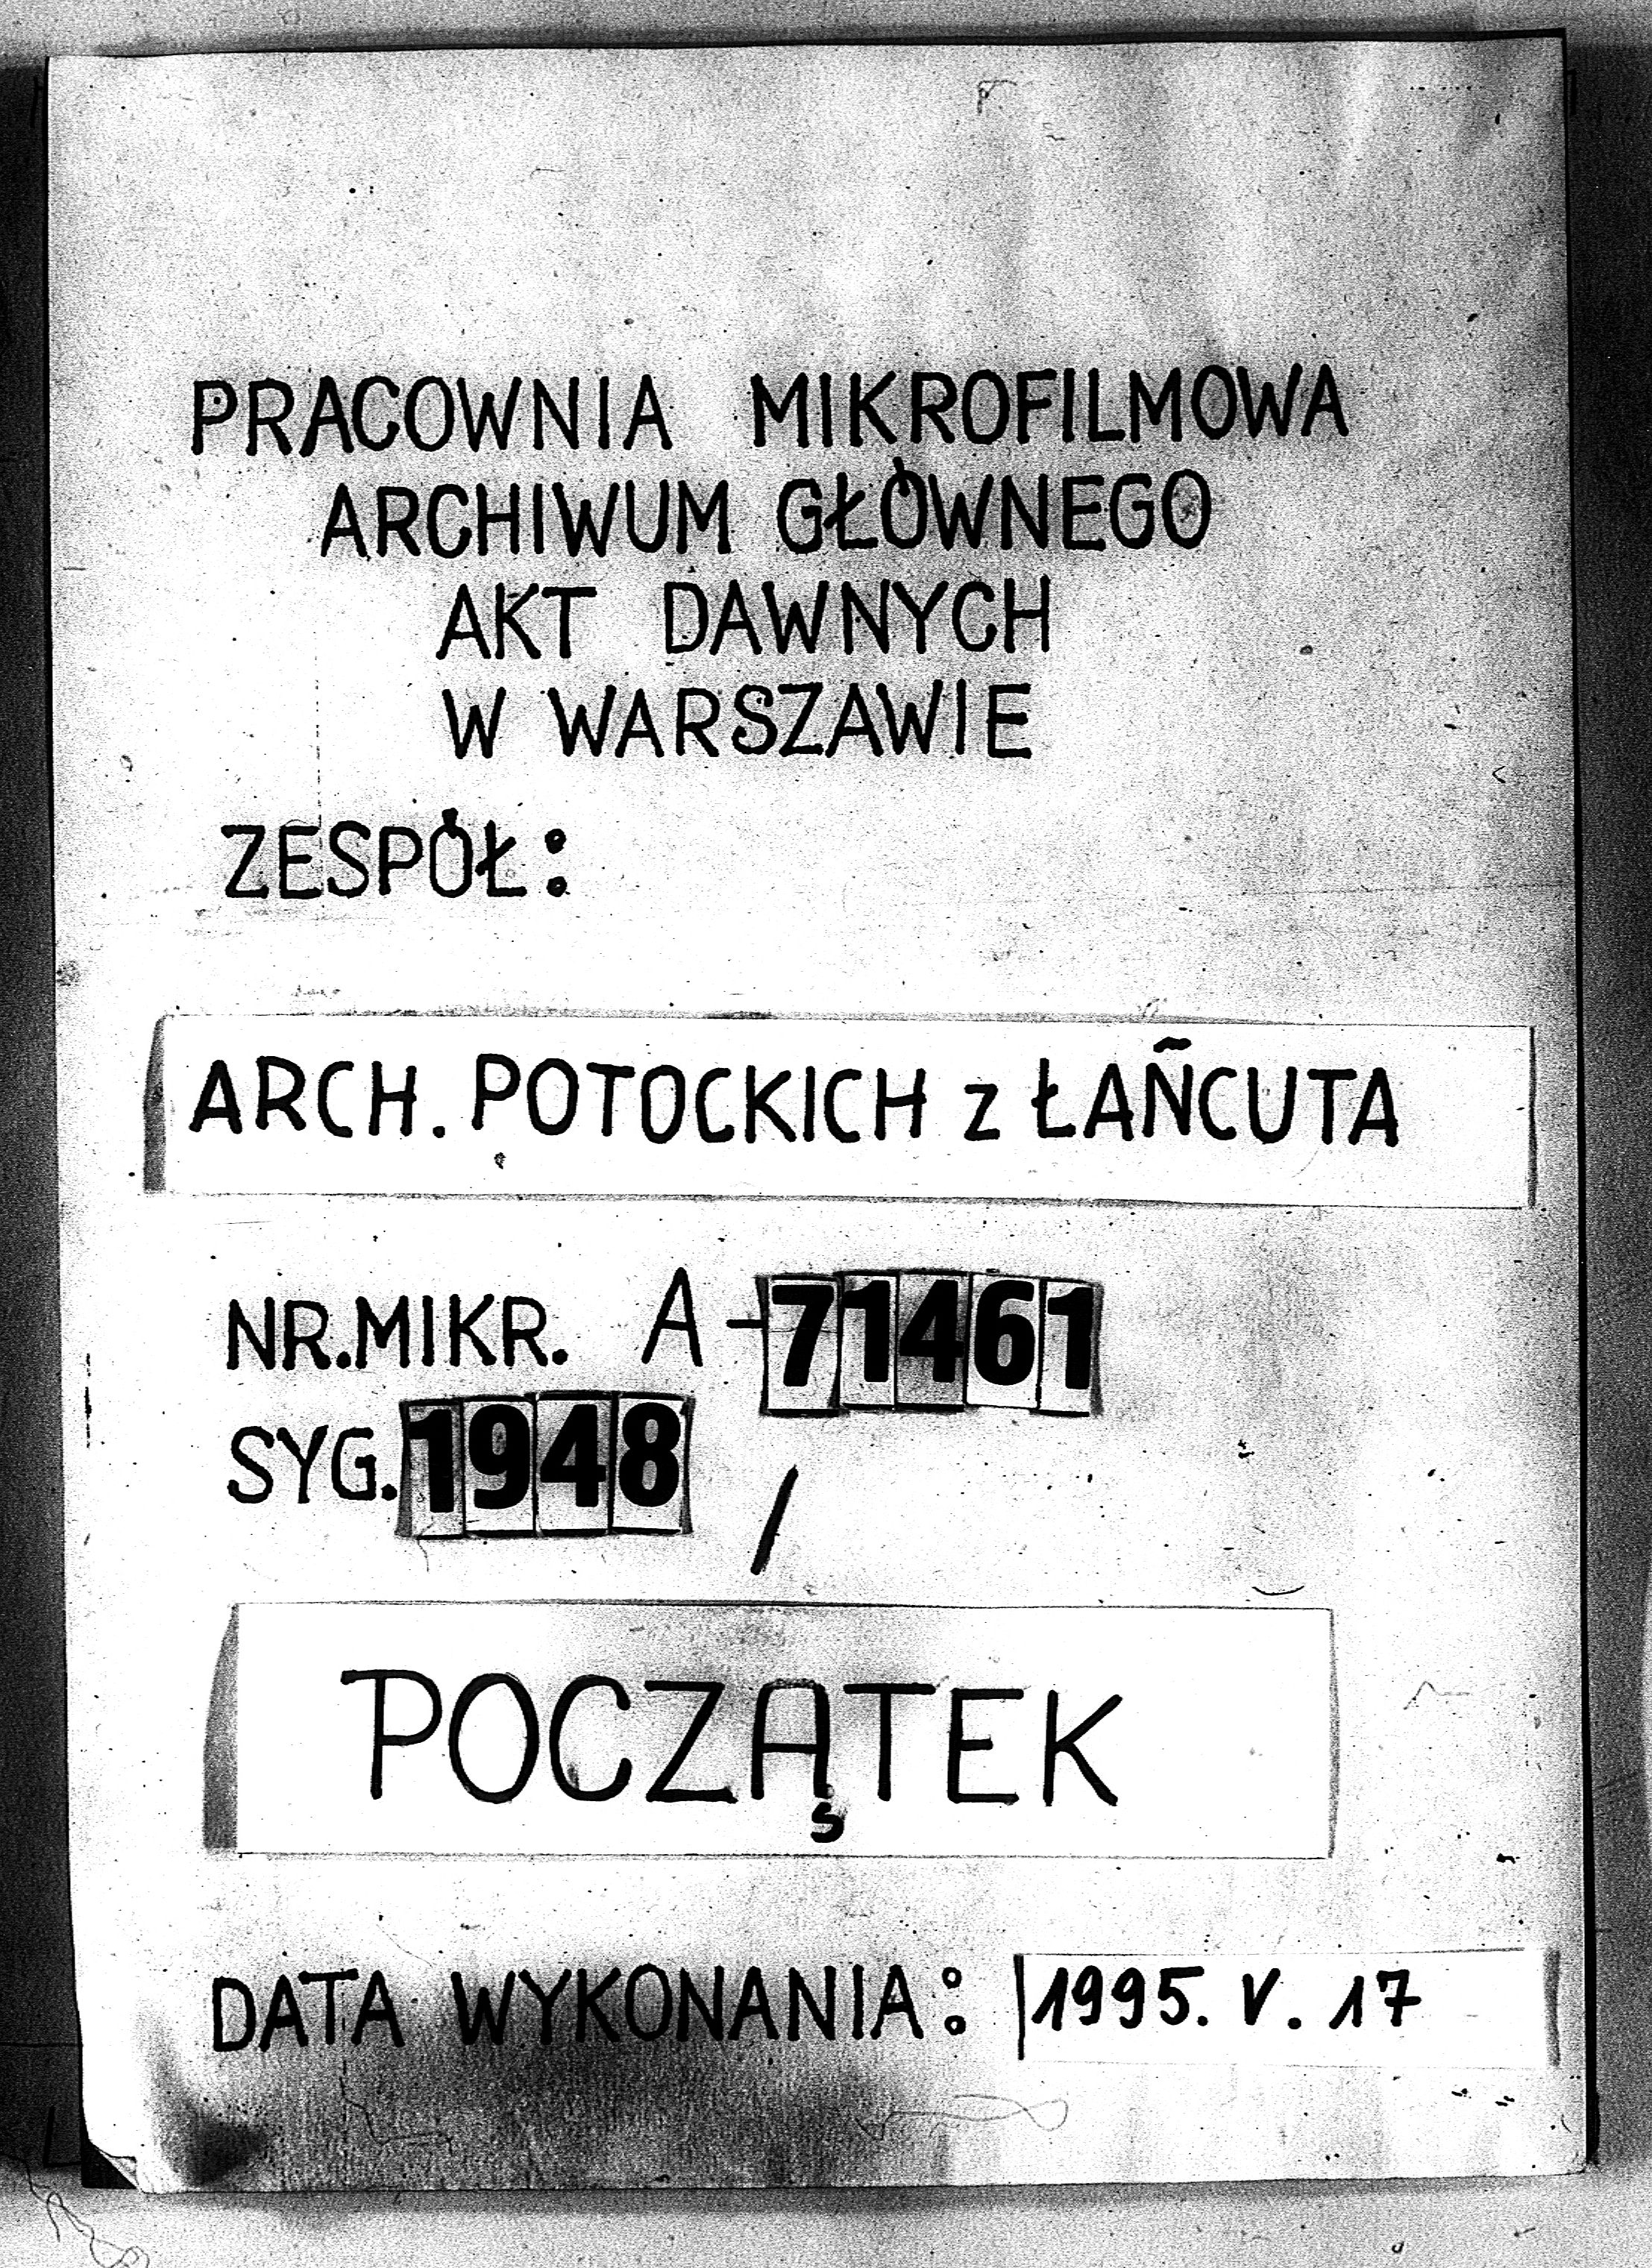 PRACOWNIA MIKROFILMOWA
ARCHIWUM GŁÓWNEGO
AKT DAWNYCH
W WARSZAWIE
ZESPÓŁ:
ARCH. POTOCKICH z ŁAŃCUTA
NR. MIKR. A-71461
SYG. 1948 /
POCZĄTEK
DATA WYKONANIA: 1995. V. 17